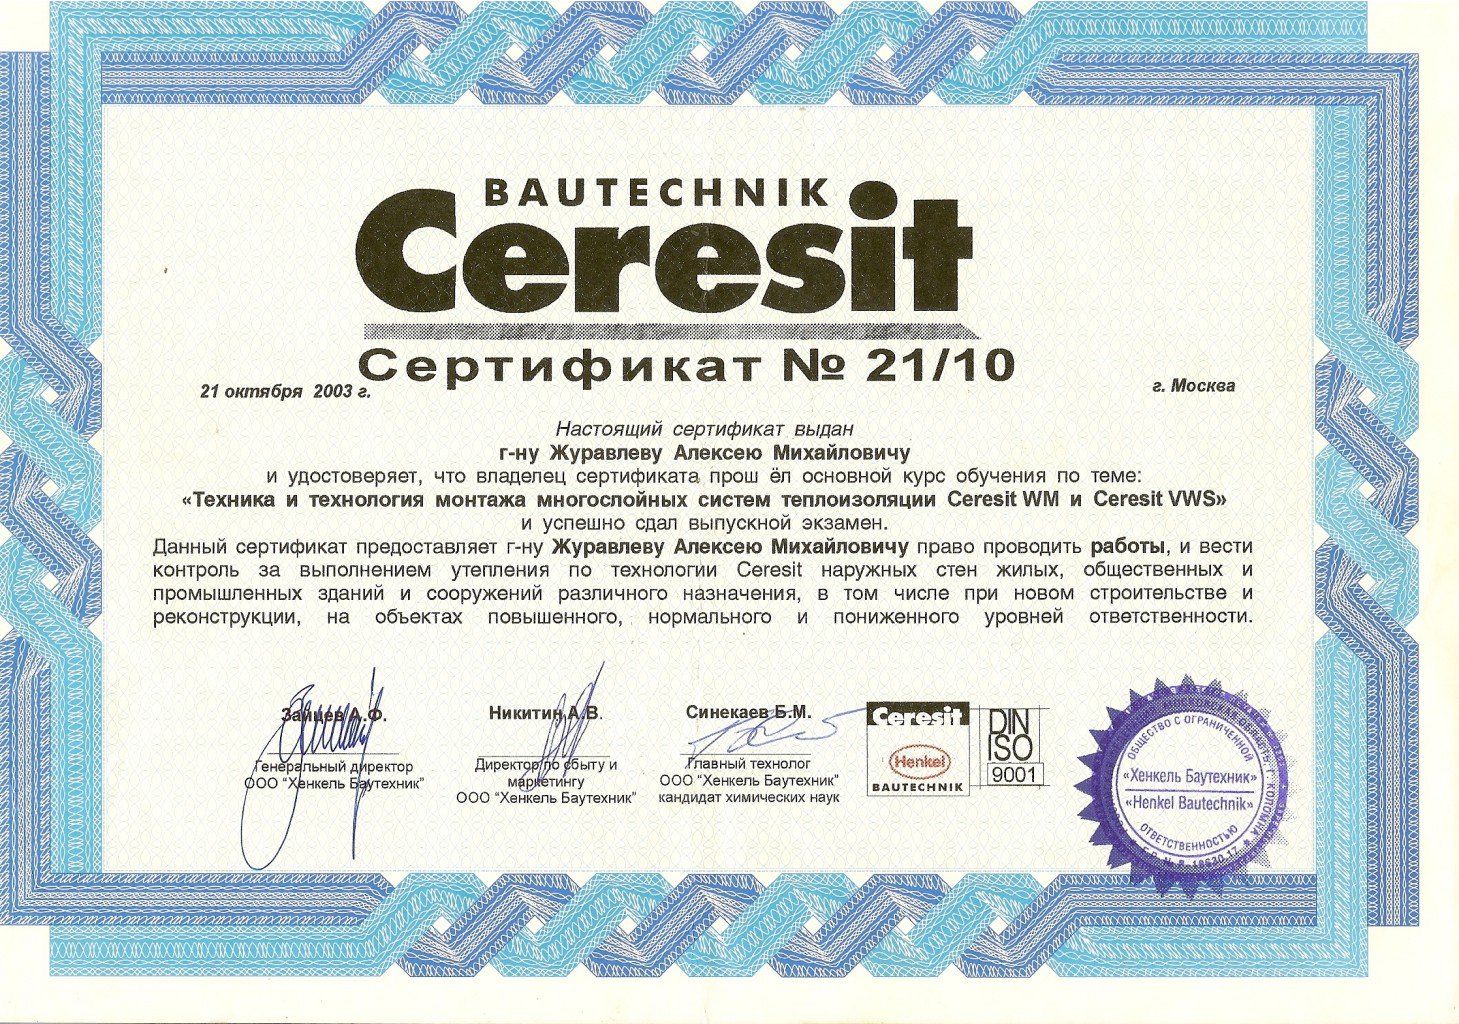 BAUTECHNIK
Ceresit
Сертификат № 21/10
21 октября 2003 г.
г. Москва
Настоящий сертификат выдан
г-ну Журавлеву Алексею Михайловичу
и удостоверяет, что владелец сертификата прош ёл основной курс обучения по теме:
«Техника и технология монтажа многослойных систем теплоизоляции Ceresit WM и Ceresit VWS»
и успешно сдал выпускной экзамен.
Данный сертификат предоставляет г-ну Журавлеву Алексею Михайловичу право проводить работы, и вести
контроль за выполнением утепления по технологии Ceresit наружных стен жилых, общественных и
промышленных зданий и сооружений различного назначения, в том числе при новом строительстве и
реконструкции, на объектах повышенного, нормального и пониженного уровней ответственности.
Зайцев А.Ф.
Генеральный директор
ООО "Хенкель Баутехник"
Никитин А.В.
Директор по сбыту и
маркетингу
ООО "Хенкель Баутехник"
Синекаев Б.М.
Главный технолог
ООО "Хенкель Баутехник"
кандидат химических наук
Ceresit
Henkel
BAUTECHNIK
DIN
ISO
9001
ОБЩЕСТВО С ОГРАНИЧЕННОЙ
«Хенкель Баутехник»
«Henkel Bautechnik»
ОТВЕТСТВЕННОСТЬЮ
Г. КОЛОМНА